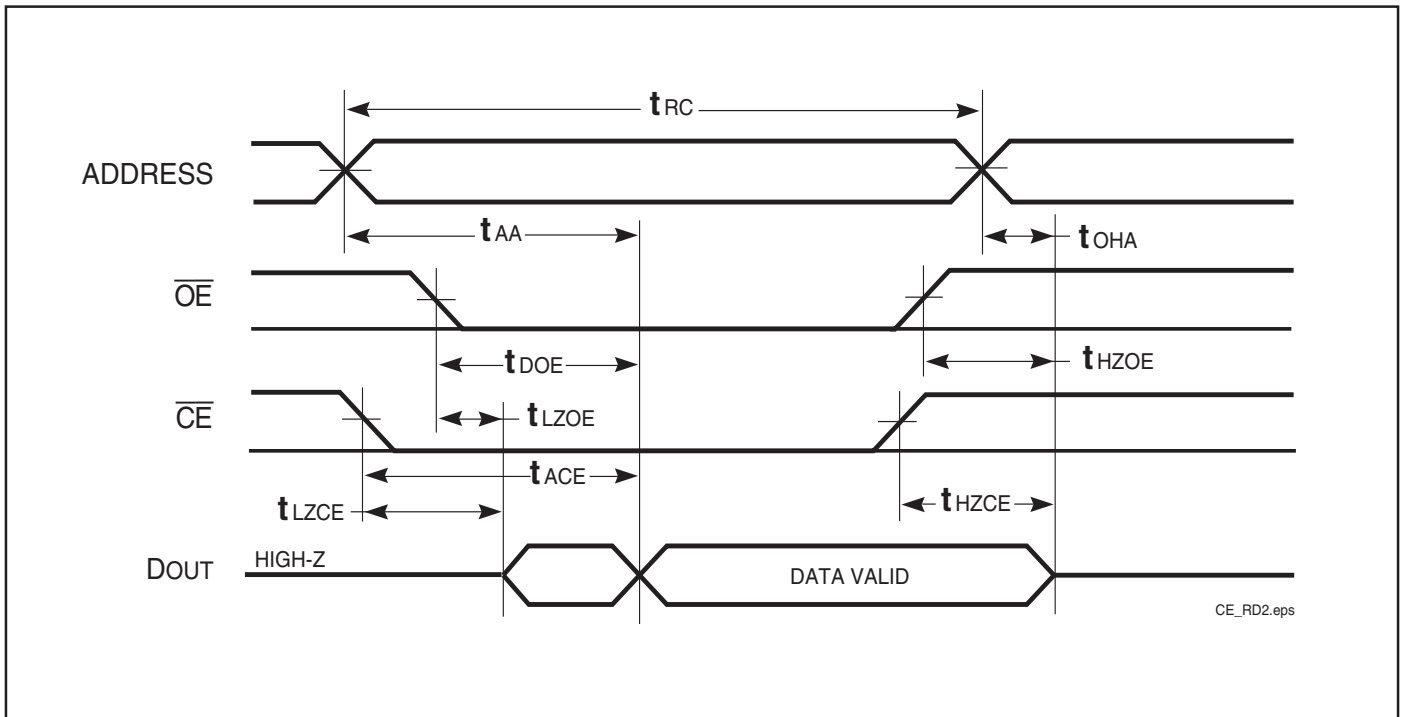 tRC
ADDRESS
tAA
tOHA
OE
tDOE
tHZOE
CE
tLZOE
tACE
tLZCE
tHZCE
DOUT
HIGH-Z
DATA VALID
CE_RD2.eps